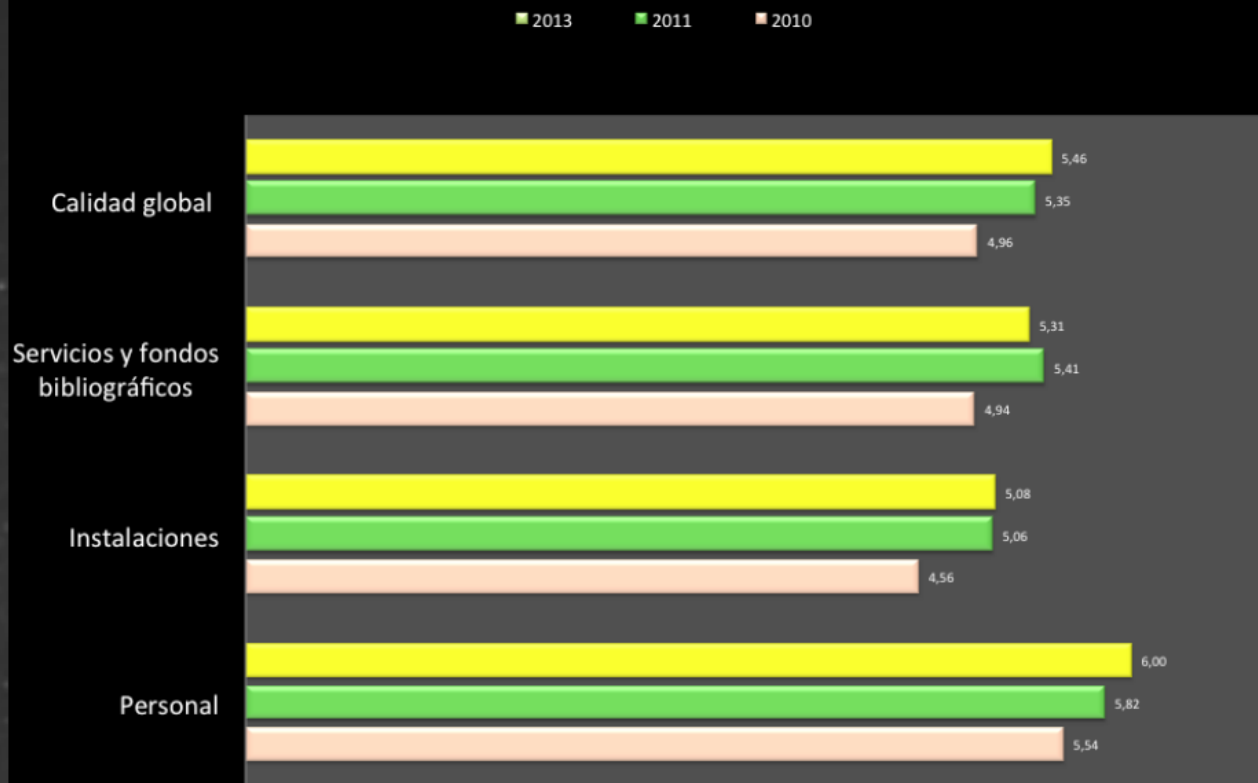 2013 2011 2010
Calidad global
5,46
5,35
4,96
Servicios y fondos
bibliográficos
5,31
5,41
4,94
Instalaciones
5,08
5,06
4,56
Personal
6,00
5,82
5,54